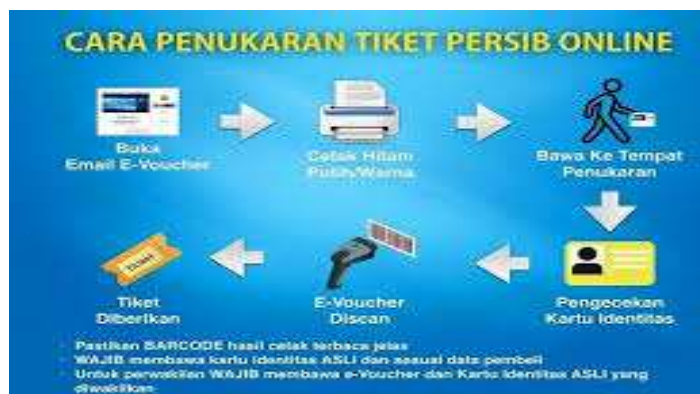 CARA PENUKARAN TIKET PERSIB ONLINE
Buka
Email E-Voucher
Cetak Hitam
Putih/Warna
Bawa Ke Tempat
Penukaran
Pengecekan
Kartu Identitas
E-Voucher
Discan
Tiket
Diberikan
Pastikan BARCODE hasil cetak terbaca jelas
WAJIB membawa kartu identitas ASLI dan sesuai data pembeli
Untuk perwakilan WAJIB membawa e-Voucher dan Kartu Identitas ASLI yang
diwakilkan